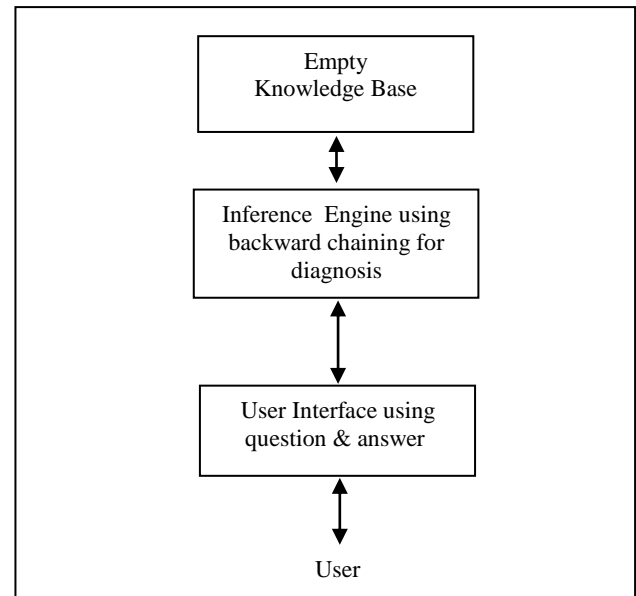 Empty
Knowledge Base
Inference Engine using
backward chaining for
diagnosis
User Interface using
question & answer
User